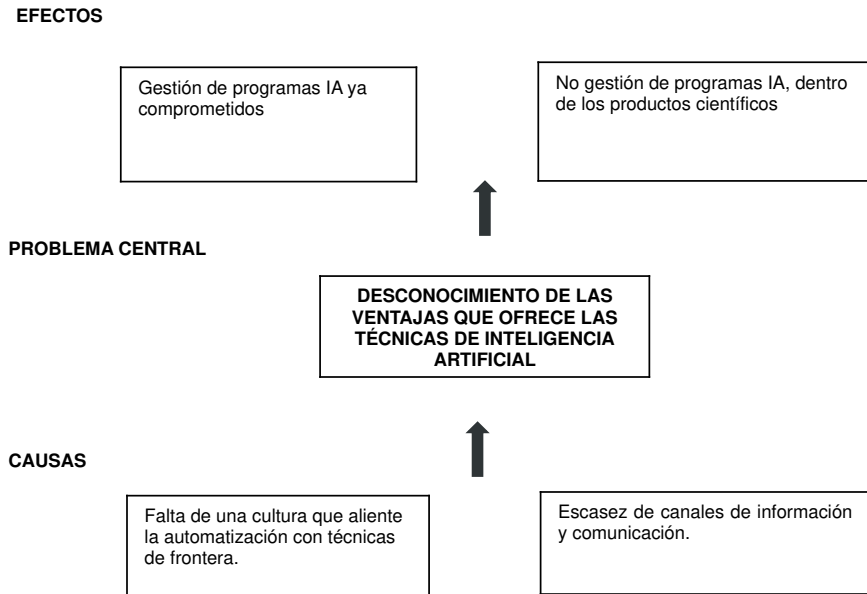 EFECTOS
Gestión de programas IA ya
comprometidos
No gestión de programas IA, dentro
de los productos científicos
PROBLEMA CENTRAL
DESCONOCIMIENTO DE LAS
VENTAJAS QUE OFRECE LAS
TÉCNICAS DE INTELIGENCIA
ARTIFICIAL
CAUSAS
Falta de una cultura que aliente
la automatización con técnicas
de frontera.
Escasez de canales de información
y comunicación.